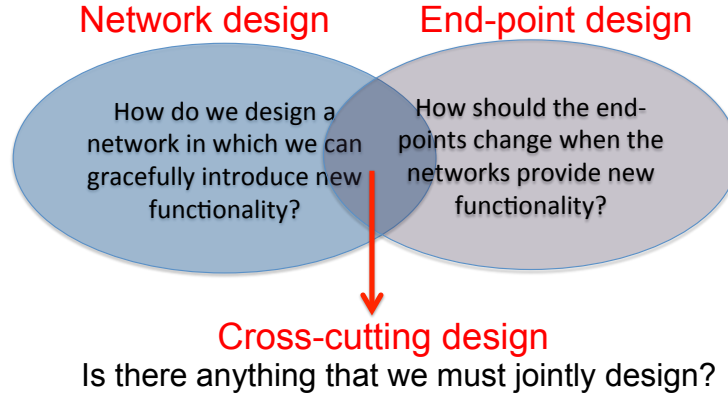 Network design
End-point design
How do we design a
network in which we can
gracefully introduce new
functionality?
How should the end-
points change when the
networks provide new
functionality?
Cross-cutting design
Is there anything that we must jointly design?